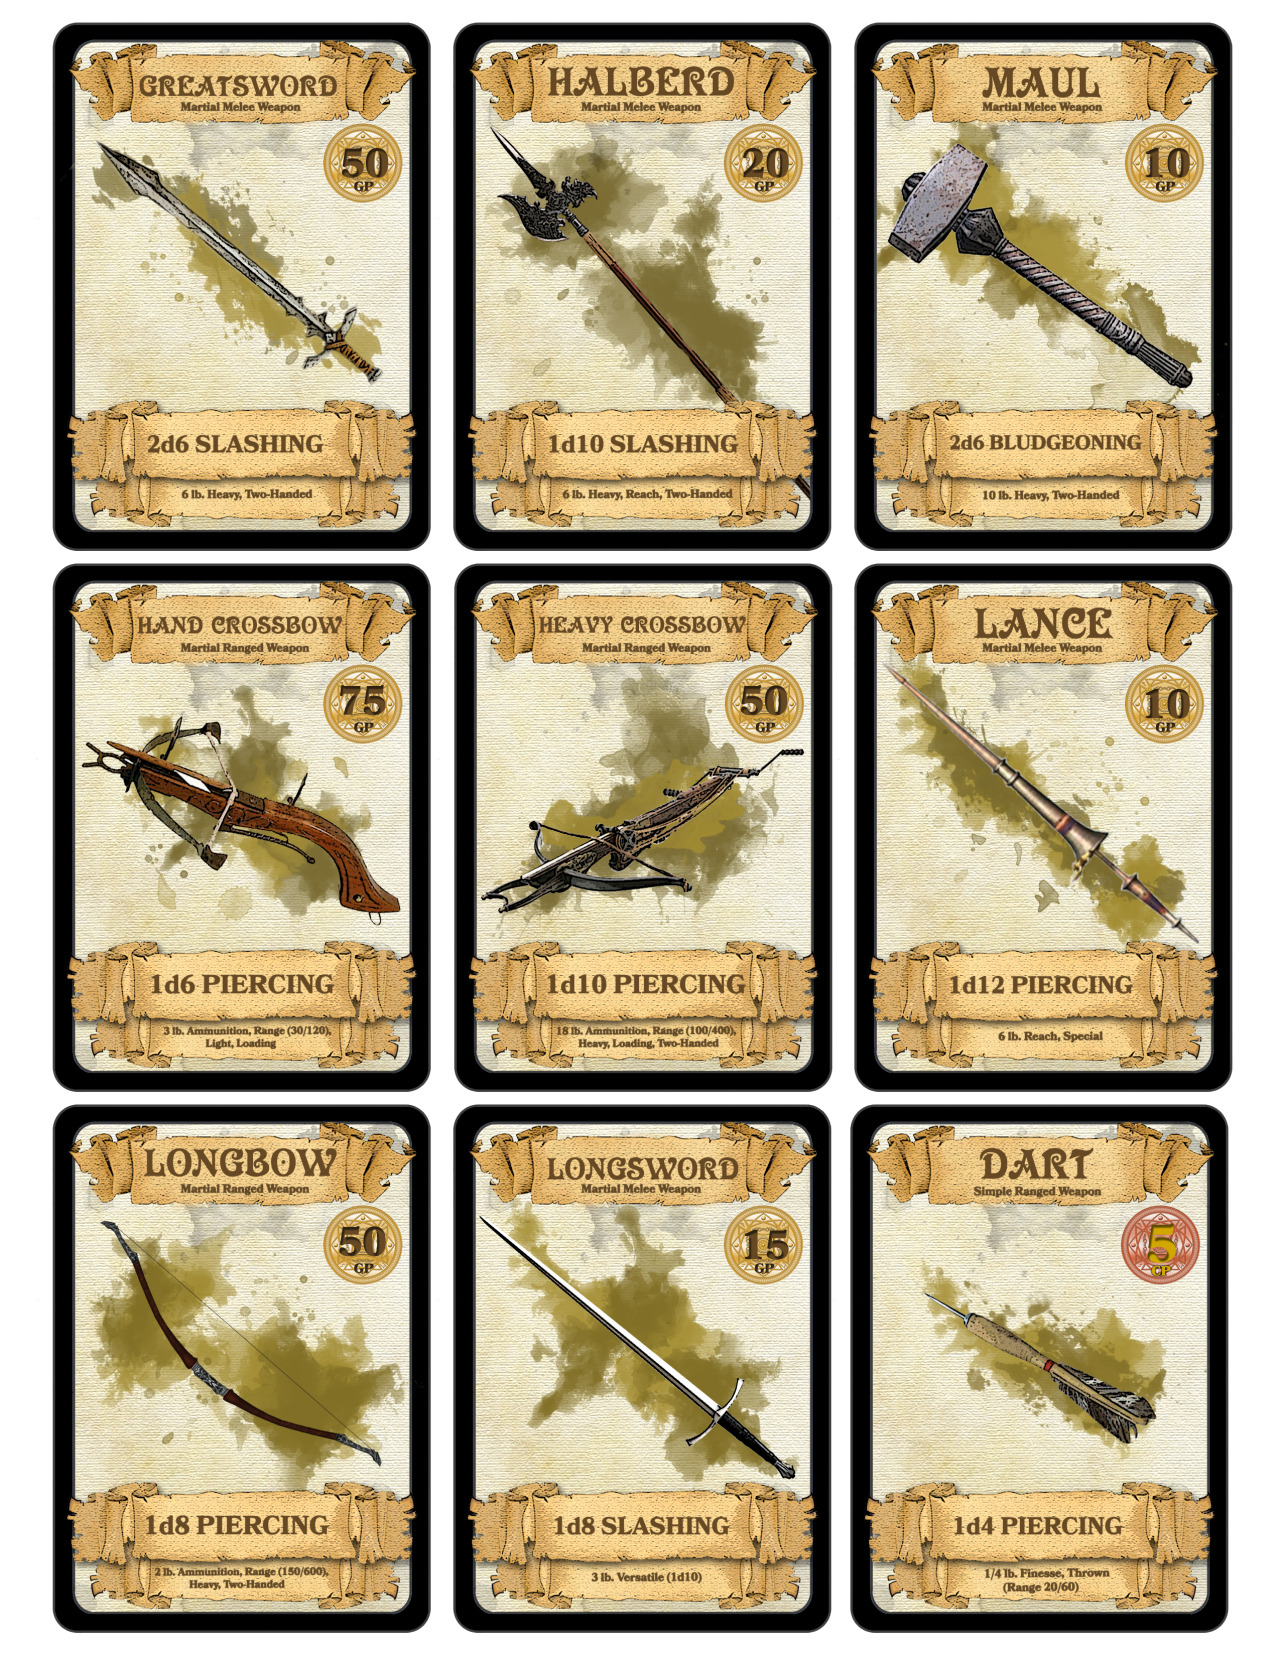 GREATSWORD
Martial Melee Weapon
50
GP
2d6 SLASHING
6 lb. Heavy, Two-Handed
HALBERD
Martial Melee Weapon
20
GP
1d10 SLASHING
6 lb. Heavy, Reach, Two-Handed
MAUL
Martial Melee Weapon
10
GP
2d6 BLUDGEONING
10 lb. Heavy, Two-Handed
HAND CROSSBOW
Martial Ranged Weapon
75
GP
1d6 PIERCING
3 lb. Ammunition, Range (30/120),
Light, Loading
HEAVY CROSSBOW
Martial Ranged Weapon
50
GP
1d10 PIERCING
18 lb. Ammunition, Range (100/400),
Heavy, Loading, Two-Handed
LANCE
Martial Melee Weapon
10
GP
1d12 PIERCING
6 lb. Reach, Special
LONGBOW
Martial Ranged Weapon
50
GP
1d8 PIERCING
2 lb. Ammunition, Range (150/600),
Heavy, Two-Handed
LONGSWORD
Martial Melee Weapon
15
GP
1d8 SLASHING
3 lb. Versatile (1d10)
DART
Simple Ranged Weapon
5
CP
1d4 PIERCING
1/4 lb. Finesse, Thrown
(Range 20/60)